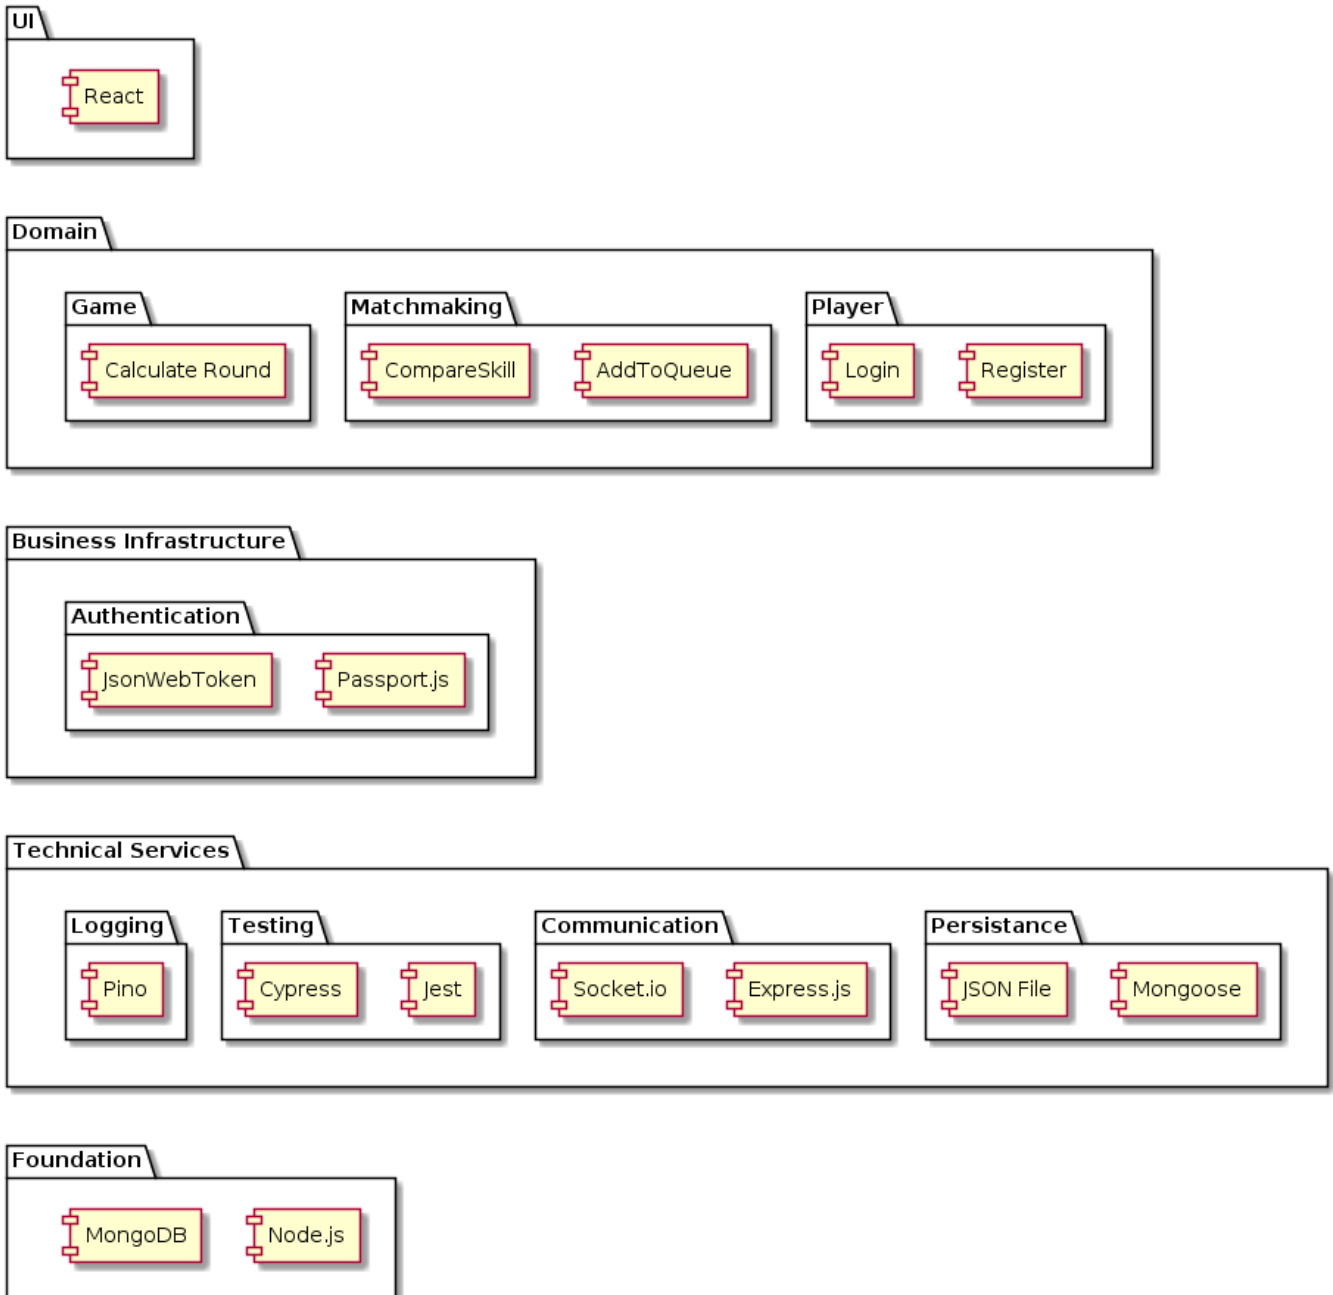 UI
React
Domain
Game
Matchmaking
Player
Calculate Round
CompareSkill
AddToQueue
Login
Register
Business Infrastructure
Authentication
JsonWebToken
Passport.js
Technical Services
Logging
Testing
Communication
Persistance
Pino
Cypress
Jest
Socket.io
Express.js
JSON File
Mongoose
Foundation
MongoDB
Node.js